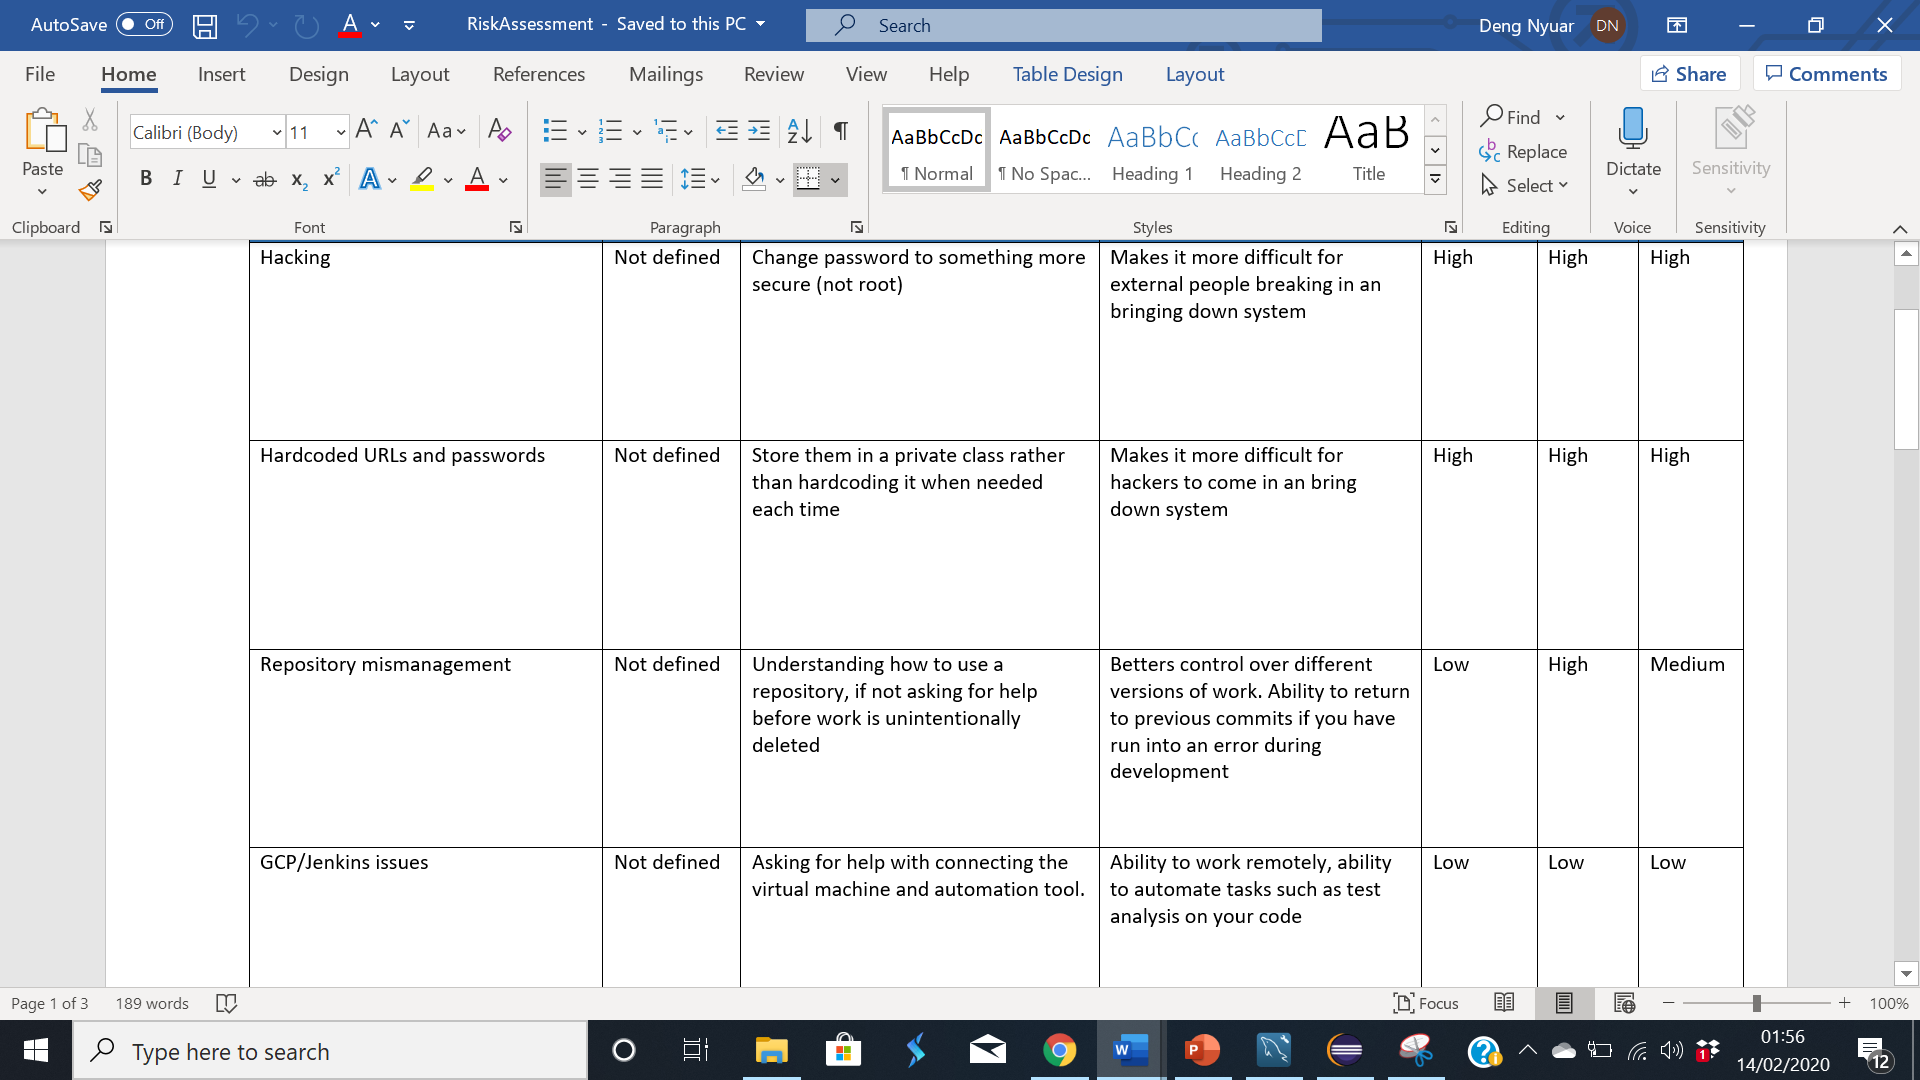 AutoSave Off RiskAssessment - Saved to this PC Search Deng Nyuar DN
File Home Insert Design Layout References Mailings Review View Help Table Design Layout Share Comments
Paste Calibri (Body) 11 AaBbCcDc AaBbCcDc AaBbCc AaBbCcD AaB Find Replace Select Dictate Sensitivity
¶ Normal ¶ No Spac... Heading 1 Heading 2 Title
Clipboard Font Paragraph Styles Editing Voice Sensitivity
Hacking
Not defined
Change password to something more
secure (not root)
Makes it more difficult for
external people breaking in an
bringing down system
High
High
High
Hardcoded URLs and passwords
Not defined
Store them in a private class rather
than hardcoding it when needed
each time
Makes it more difficult for
hackers to come in an bring
down system
High
High
High
Repository mismanagement
Not defined
Understanding how to use a
repository, if not asking for help
before work is unintentionally
deleted
Betters control over different
versions of work. Ability to return
to previous commits if you have
run into an error during
development
Low
High
Medium
GCP/Jenkins issues
Not defined
Asking for help with connecting the
virtual machine and automation tool.
Ability to work remotely, ability
to automate tasks such as test
analysis on your code
Low
Low
Low
Page 1 of 3 189 words Focus 100%
Type here to search
01:56
14/02/2020
12